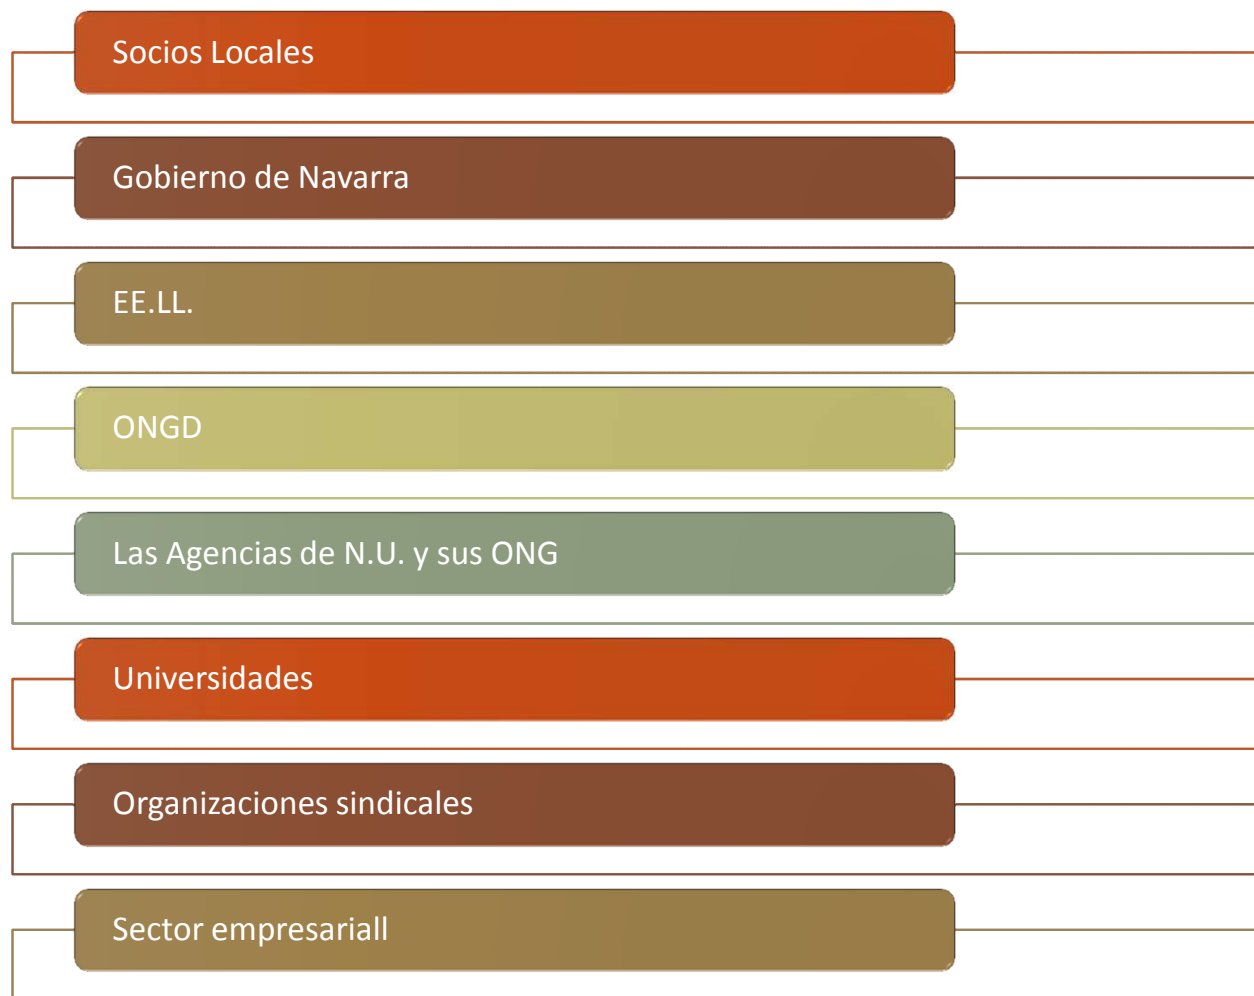 Socios Locales
Gobierno de Navarra
EE.LL.
ONGD
Las Agencias de N.U. y sus ONG
Universidades
Organizaciones sindicales
Sector empresariall